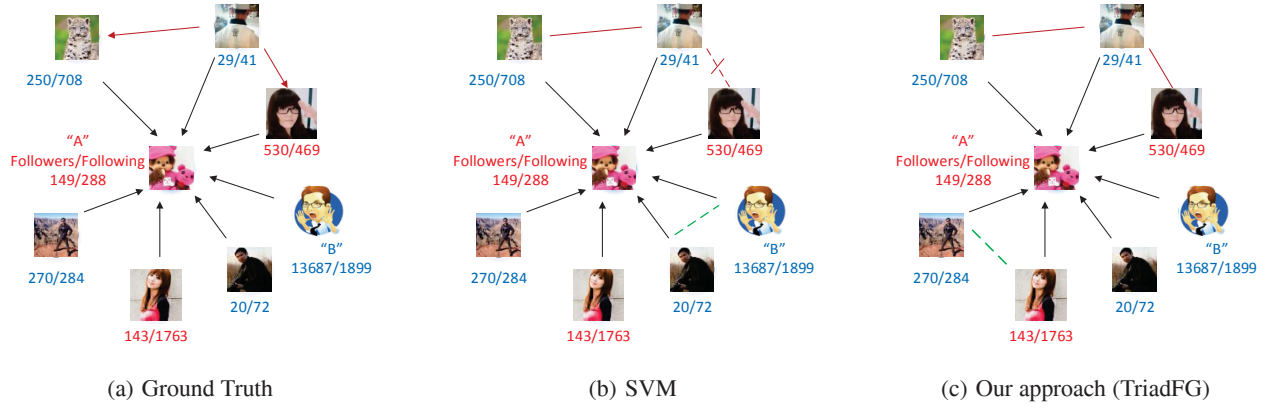 29/41
250/708
"A"
Followers/Following
149/288
530/469
"B"
13687/1899
270/284
20/72
143/1763
(a) Ground Truth
29/41
250/708
"A"
Followers/Following
149/288
530/469
"B"
13687/1899
270/284
20/72
143/1763
(b) SVM
29/41
250/708
"A"
Followers/Following
149/288
530/469
"B"
13687/1899
270/284
20/72
143/1763
(c) Our approach (TriadFG)